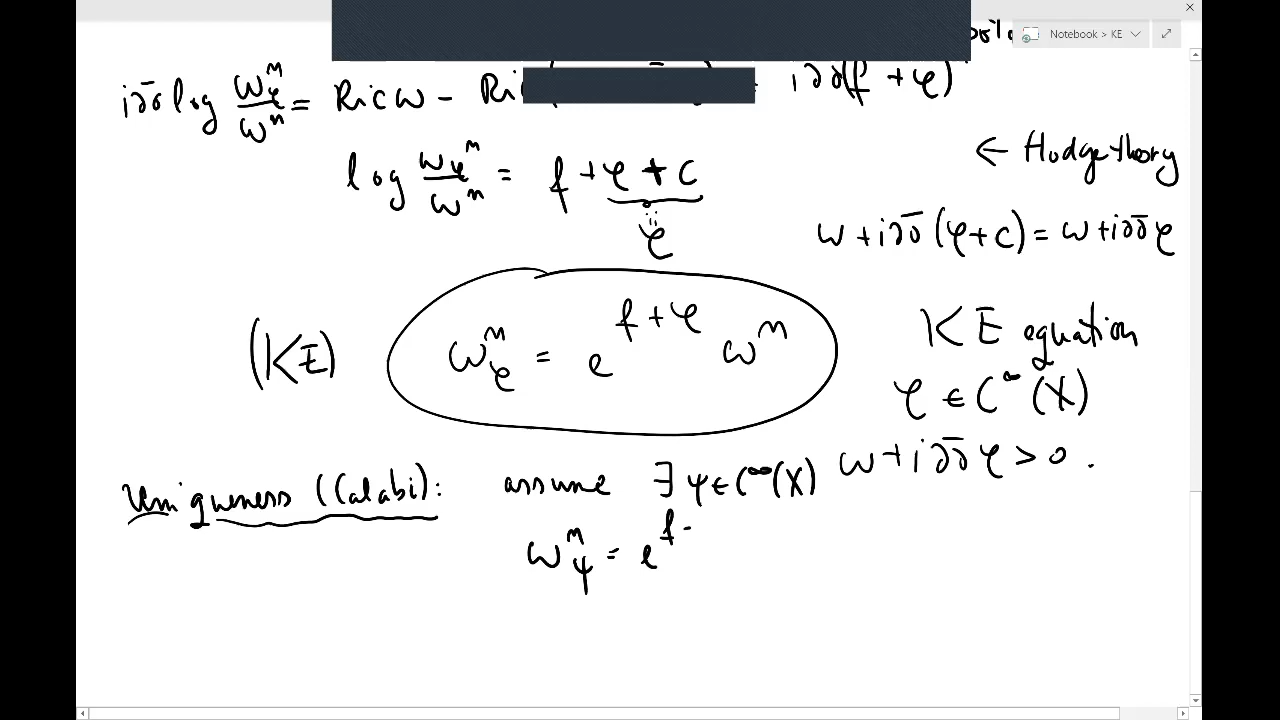 Notebook > KE
i∂∂̄ log ω_φ^n / ω^n = Ric ω − Ri i∂∂̄(f + φ)
← Hodge theory
log ω_φ^n / ω^n = f + φ + c
φ
ω + i∂∂̄(φ+c) = ω + i∂∂̄φ
(KE) ω_φ^n = e^{f+φ} ω^n
KE equation
φ ∈ C^∞(X)
ω + i∂∂̄φ > 0.
Uniqueness (Calabi): assume ∃ ψ ∈ C^∞(X)
ω_ψ^n = e^f